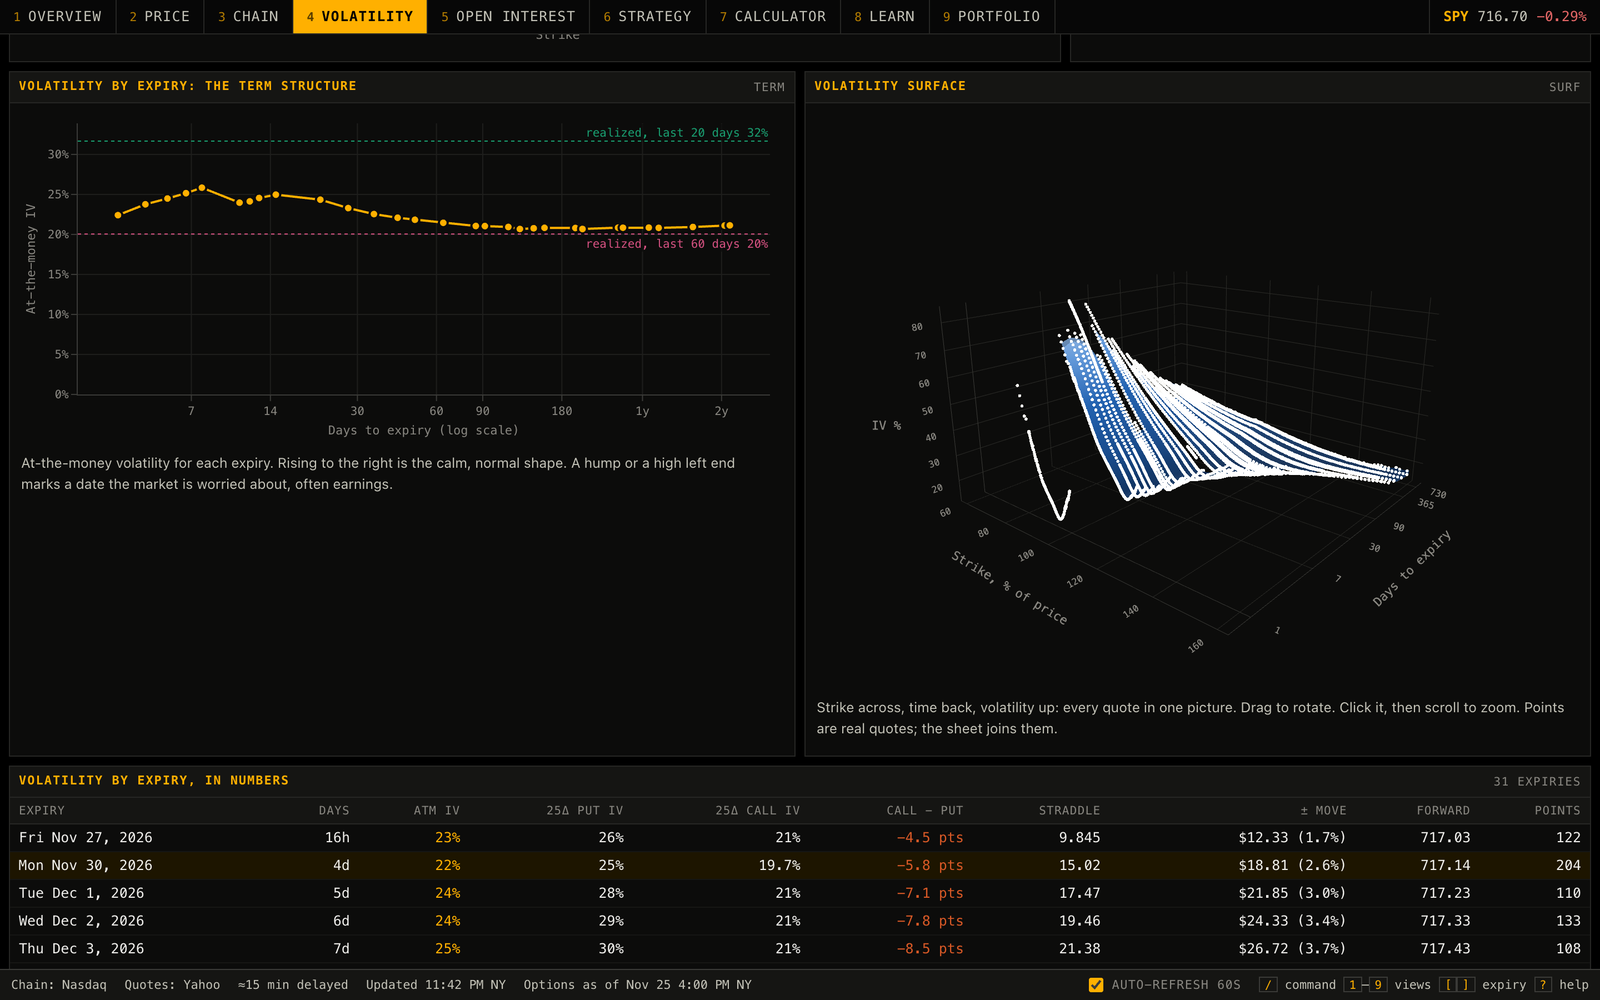 1 OVERVIEW 2 PRICE 3 CHAIN 4 VOLATILITY 5 OPEN INTEREST 6 STRATEGY 7 CALCULATOR 8 LEARN 9 PORTFOLIO SPY 716.70 −0.29%
Strike
VOLATILITY BY EXPIRY: THE TERM STRUCTURE TERM
realized, last 20 days 32%
30%
25%
20%
15%
10%
5%
0%
At-the-money IV
realized, last 60 days 20%
7 14 30 60 90 180 1y 2y
Days to expiry (log scale)
At-the-money volatility for each expiry. Rising to the right is the calm, normal shape. A hump or a high left end
marks a date the market is worried about, often earnings.
VOLATILITY SURFACE SURF
80
70
60
50
40
30
20
IV %
60
80
100
120
140
160
Strike, % of price
730
365
90
30
7
1
Days to expiry
Strike across, time back, volatility up: every quote in one picture. Drag to rotate. Click it, then scroll to zoom. Points
are real quotes; the sheet joins them.
VOLATILITY BY EXPIRY, IN NUMBERS 31 EXPIRIES
EXPIRY DAYS ATM IV 25Δ PUT IV 25Δ CALL IV CALL − PUT STRADDLE ± MOVE FORWARD POINTS
Fri Nov 27, 2026 16h 23% 26% 21% −4.5 pts 9.845 $12.33 (1.7%) 717.03 122
Mon Nov 30, 2026 4d 22% 25% 19.7% −5.8 pts 15.02 $18.81 (2.6%) 717.14 204
Tue Dec 1, 2026 5d 24% 28% 21% −7.1 pts 17.47 $21.85 (3.0%) 717.23 110
Wed Dec 2, 2026 6d 24% 29% 21% −7.8 pts 19.46 $24.33 (3.4%) 717.33 133
Thu Dec 3, 2026 7d 25% 30% 21% −8.5 pts 21.38 $26.72 (3.7%) 717.43 108
Chain: Nasdaq Quotes: Yahoo ≈15 min delayed Updated 11:42 PM NY Options as of Nov 25 4:00 PM NY AUTO-REFRESH 60S / command 1–9 views [ ] expiry ? help